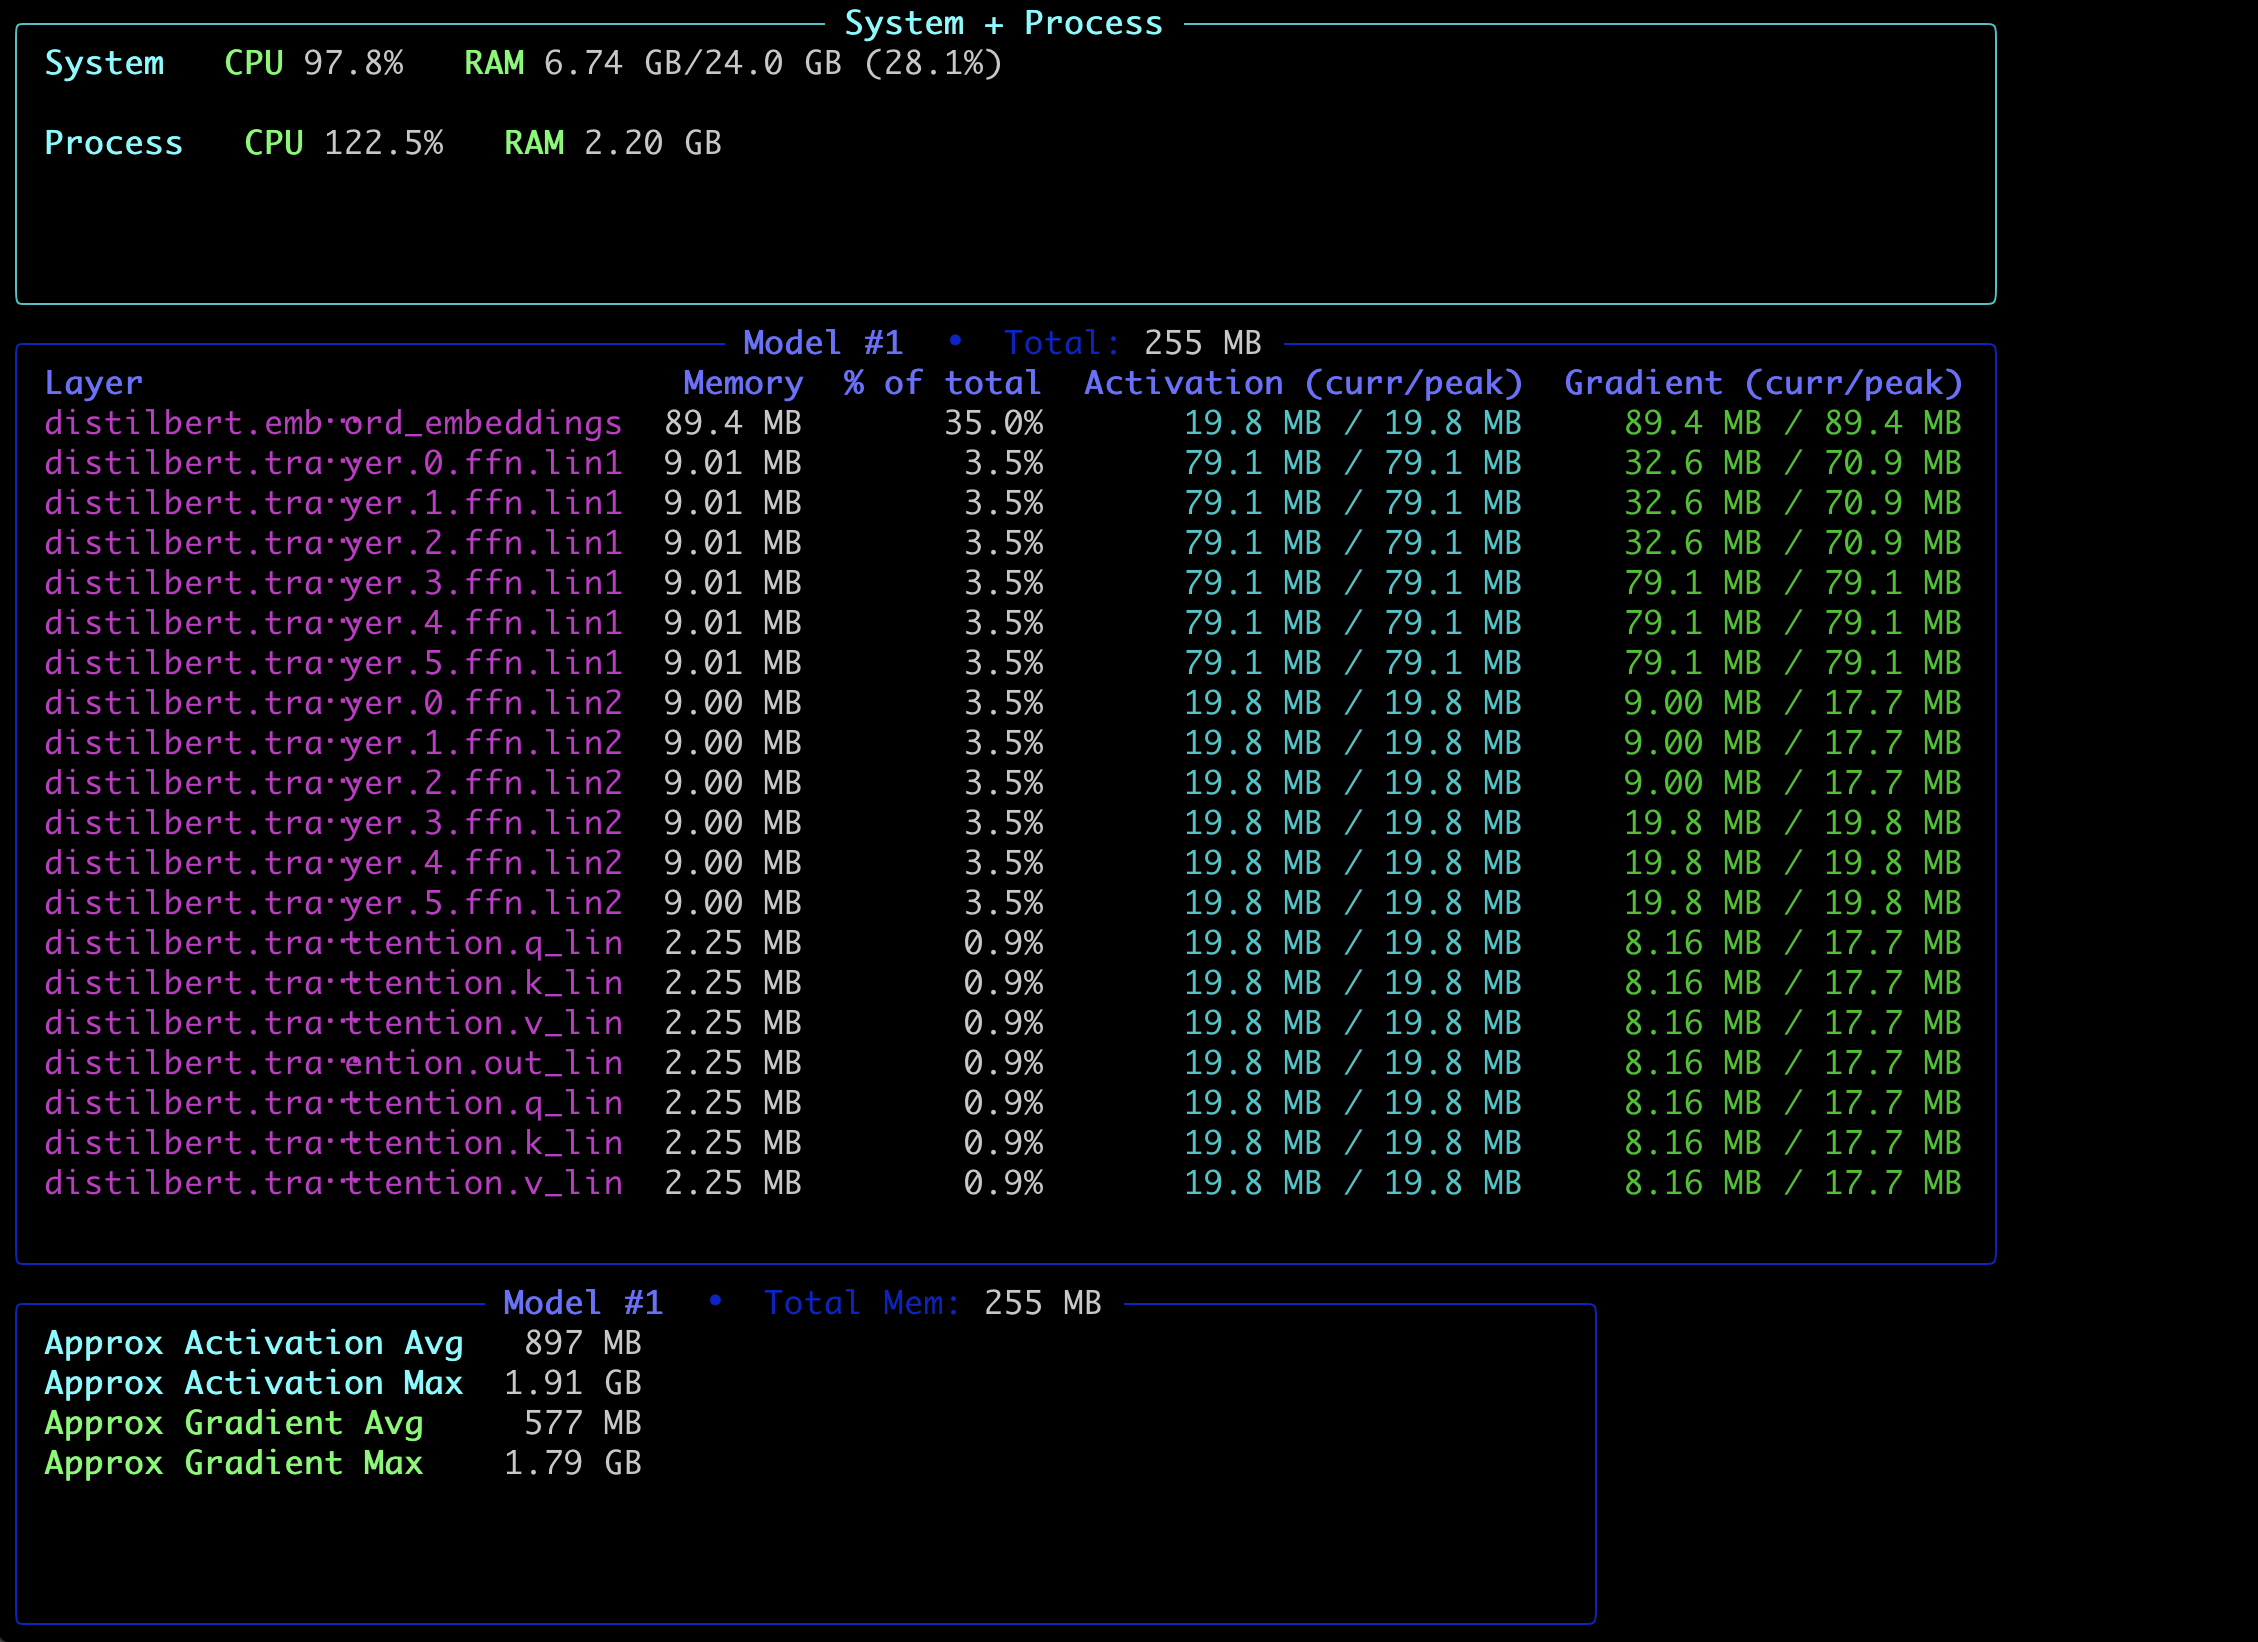 System + Process
System CPU 97.8% RAM 6.74 GB/24.0 GB (28.1%)
Process CPU 122.5% RAM 2.20 GB
Model #1 • Total: 255 MB
Layer Memory % of total Activation (curr/peak) Gradient (curr/peak)
distilbert.emb…ord_embeddings 89.4 MB 35.0% 19.8 MB / 19.8 MB 89.4 MB / 89.4 MB
distilbert.tra…yer.0.ffn.lin1 9.01 MB 3.5% 79.1 MB / 79.1 MB 32.6 MB / 70.9 MB
distilbert.tra…yer.1.ffn.lin1 9.01 MB 3.5% 79.1 MB / 79.1 MB 32.6 MB / 70.9 MB
distilbert.tra…yer.2.ffn.lin1 9.01 MB 3.5% 79.1 MB / 79.1 MB 32.6 MB / 70.9 MB
distilbert.tra…yer.3.ffn.lin1 9.01 MB 3.5% 79.1 MB / 79.1 MB 79.1 MB / 79.1 MB
distilbert.tra…yer.4.ffn.lin1 9.01 MB 3.5% 79.1 MB / 79.1 MB 79.1 MB / 79.1 MB
distilbert.tra…yer.5.ffn.lin1 9.01 MB 3.5% 79.1 MB / 79.1 MB 79.1 MB / 79.1 MB
distilbert.tra…yer.0.ffn.lin2 9.00 MB 3.5% 19.8 MB / 19.8 MB 9.00 MB / 17.7 MB
distilbert.tra…yer.1.ffn.lin2 9.00 MB 3.5% 19.8 MB / 19.8 MB 9.00 MB / 17.7 MB
distilbert.tra…yer.2.ffn.lin2 9.00 MB 3.5% 19.8 MB / 19.8 MB 9.00 MB / 17.7 MB
distilbert.tra…yer.3.ffn.lin2 9.00 MB 3.5% 19.8 MB / 19.8 MB 19.8 MB / 19.8 MB
distilbert.tra…yer.4.ffn.lin2 9.00 MB 3.5% 19.8 MB / 19.8 MB 19.8 MB / 19.8 MB
distilbert.tra…yer.5.ffn.lin2 9.00 MB 3.5% 19.8 MB / 19.8 MB 19.8 MB / 19.8 MB
distilbert.tra…ttention.q_lin 2.25 MB 0.9% 19.8 MB / 19.8 MB 8.16 MB / 17.7 MB
distilbert.tra…ttention.k_lin 2.25 MB 0.9% 19.8 MB / 19.8 MB 8.16 MB / 17.7 MB
distilbert.tra…ttention.v_lin 2.25 MB 0.9% 19.8 MB / 19.8 MB 8.16 MB / 17.7 MB
distilbert.tra…ention.out_lin 2.25 MB 0.9% 19.8 MB / 19.8 MB 8.16 MB / 17.7 MB
distilbert.tra…ttention.q_lin 2.25 MB 0.9% 19.8 MB / 19.8 MB 8.16 MB / 17.7 MB
distilbert.tra…ttention.k_lin 2.25 MB 0.9% 19.8 MB / 19.8 MB 8.16 MB / 17.7 MB
distilbert.tra…ttention.v_lin 2.25 MB 0.9% 19.8 MB / 19.8 MB 8.16 MB / 17.7 MB
Model #1 • Total Mem: 255 MB
Approx Activation Avg 897 MB
Approx Activation Max 1.91 GB
Approx Gradient Avg 577 MB
Approx Gradient Max 1.79 GB